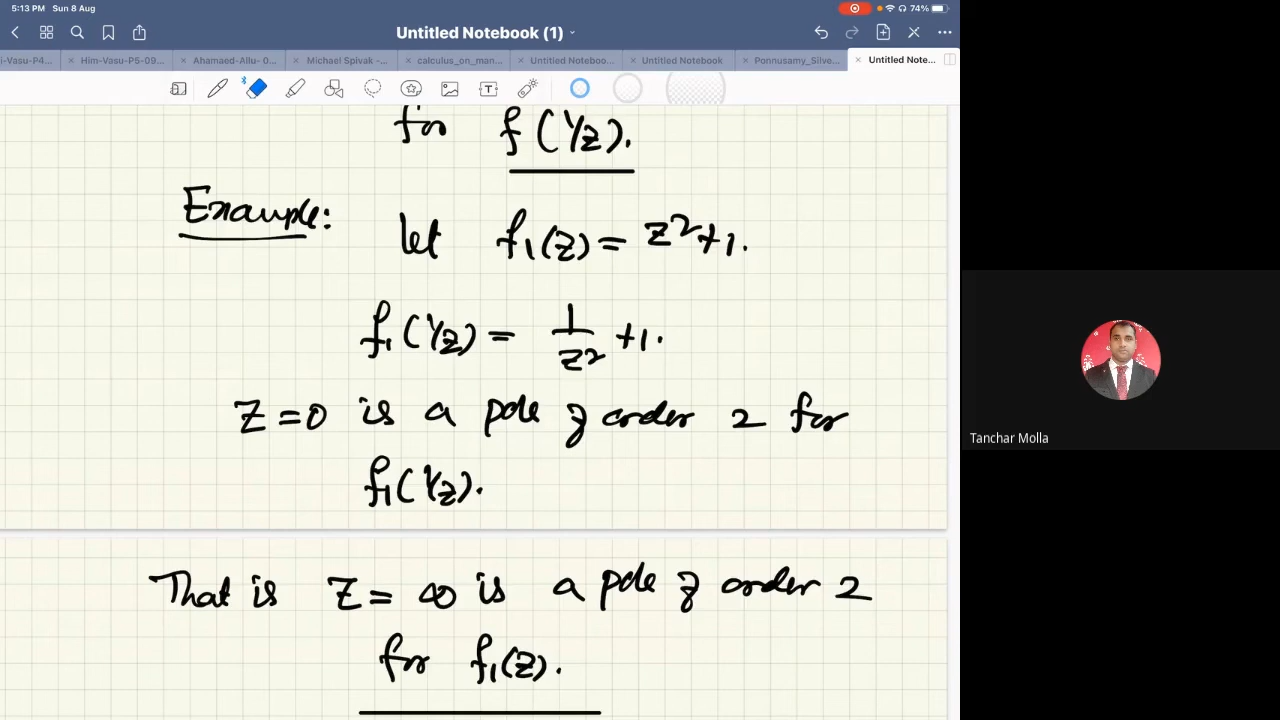 5:13 PM Sun 8 Aug
74%
Untitled Notebook (1)
i-Vasu-P4...
Him-Vasu-P5-09...
Ahamaed-Allu- 0...
Michael Spivak -...
calculus_on_man...
Untitled Noteboo...
Untitled Notebook
Ponnusamy_Silve...
Untitled Note...
for f(1/z).
Example: let f₁(z) = z²+1.
f₁(1/z) = 1/z² +1.
z=0 is a pole of order 2 for
f₁(1/z).
That is z = ∞ is a pole of order 2
for f₁(z).
Tanchar Molla